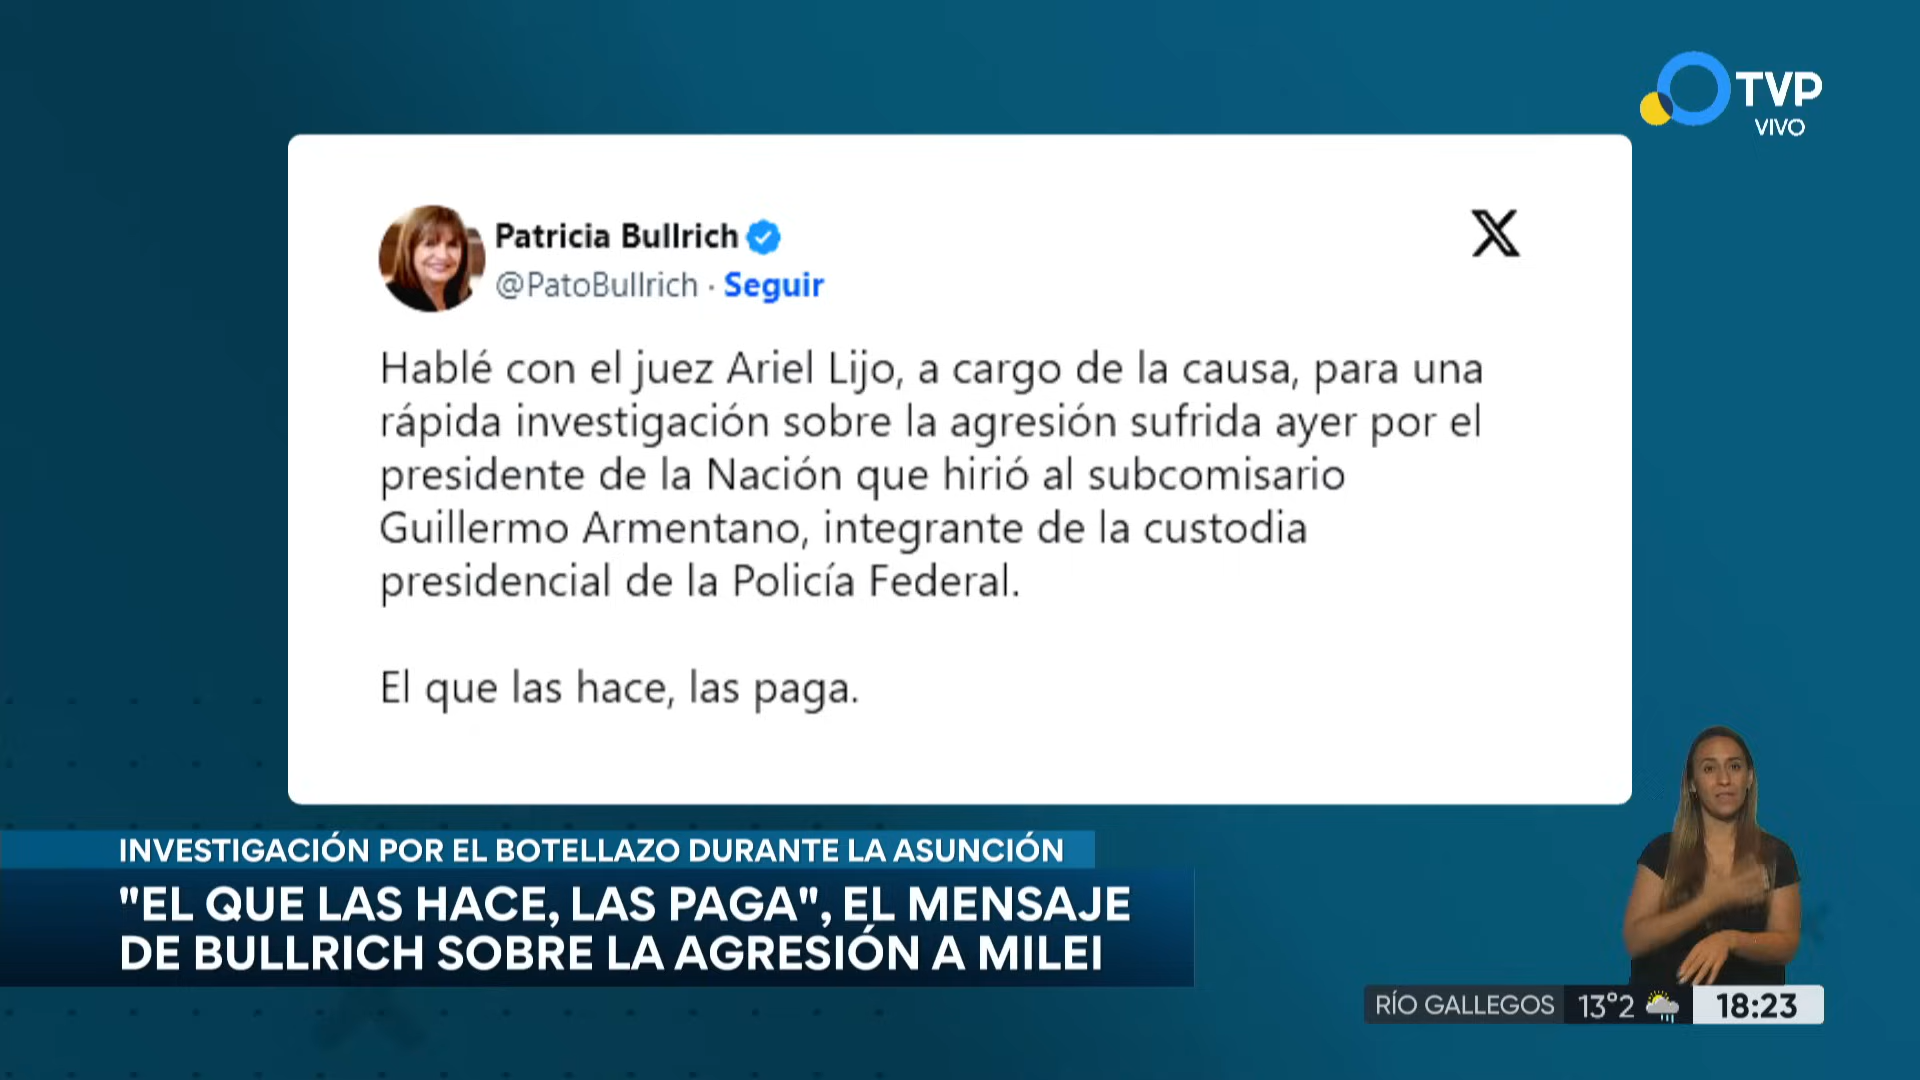 TVP
VIVO
Patricia Bullrich
X
@PatoBullrich · Seguir
Hablé con el juez Ariel Lijo, a cargo de la causa, para una
rápida investigación sobre la agresión sufrida ayer por el
presidente de la Nación que hirió al subcomisario
Guillermo Armentano, integrante de la custodia
presidencial de la Policía Federal.
El que las hace, las paga.
INVESTIGACIÓN POR EL BOTELLAZO DURANTE LA ASUNCIÓN
"EL QUE LAS HACE, LAS PAGA", EL MENSAJE
DE BULLRICH SOBRE LA AGRESIÓN A MILEI
RÍO GALLEGOS 13°2 18:23